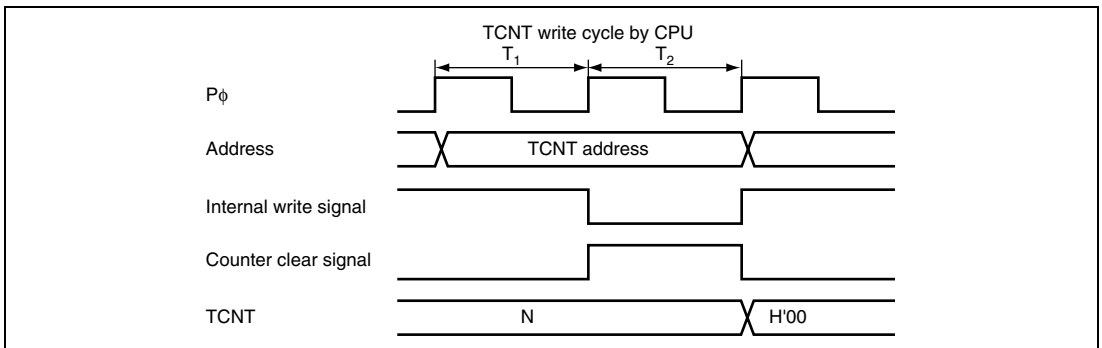 TCNT write cycle by CPU
T1 T2
Pϕ
Address TCNT address
Internal write signal
Counter clear signal
TCNT N H'00